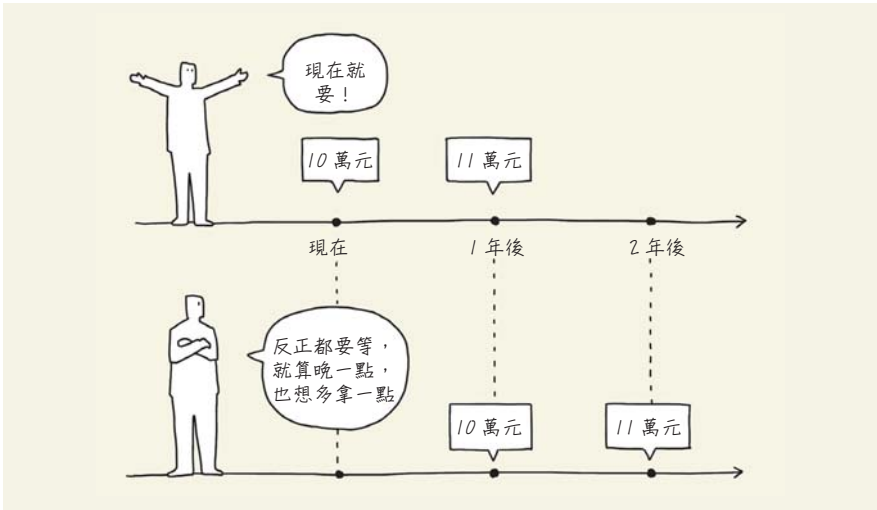 現在就
要！
10 萬元
11 萬元
現在
1 年後
2 年後
反正都要等，
就算晚一點，
也想多拿一點
10 萬元
11 萬元